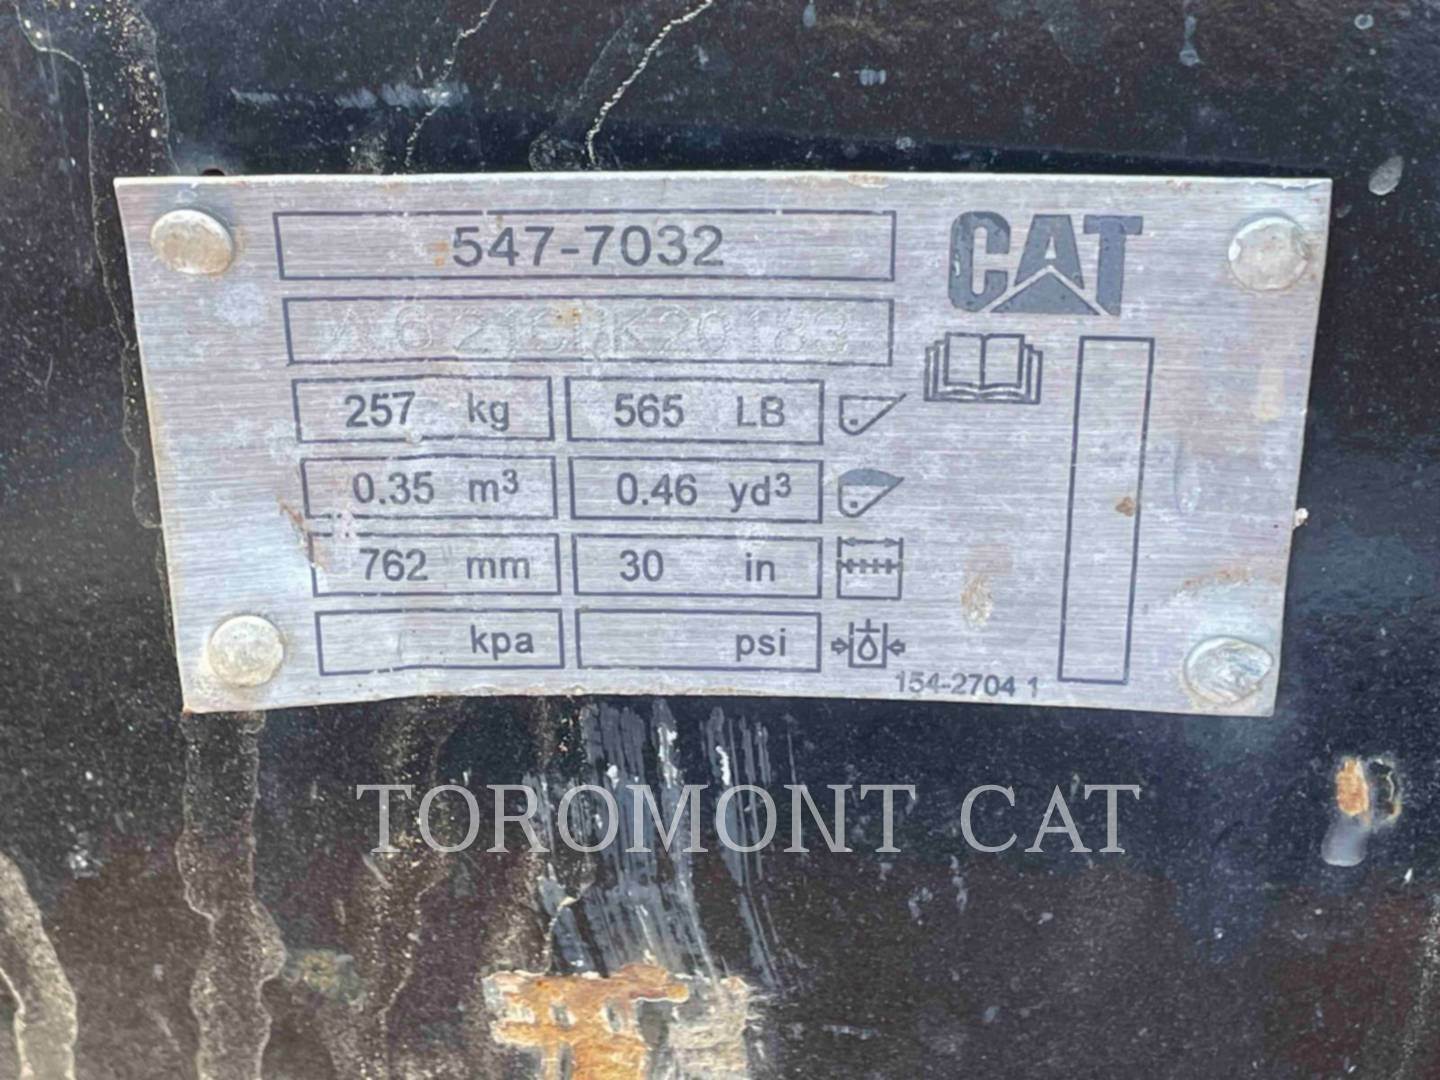 547-7032
CAT
257 kg 565 LB
0.35 m3 0.46 yd3
762 mm 30 in
kpa psi
154-2704 1
TOROMONT CAT